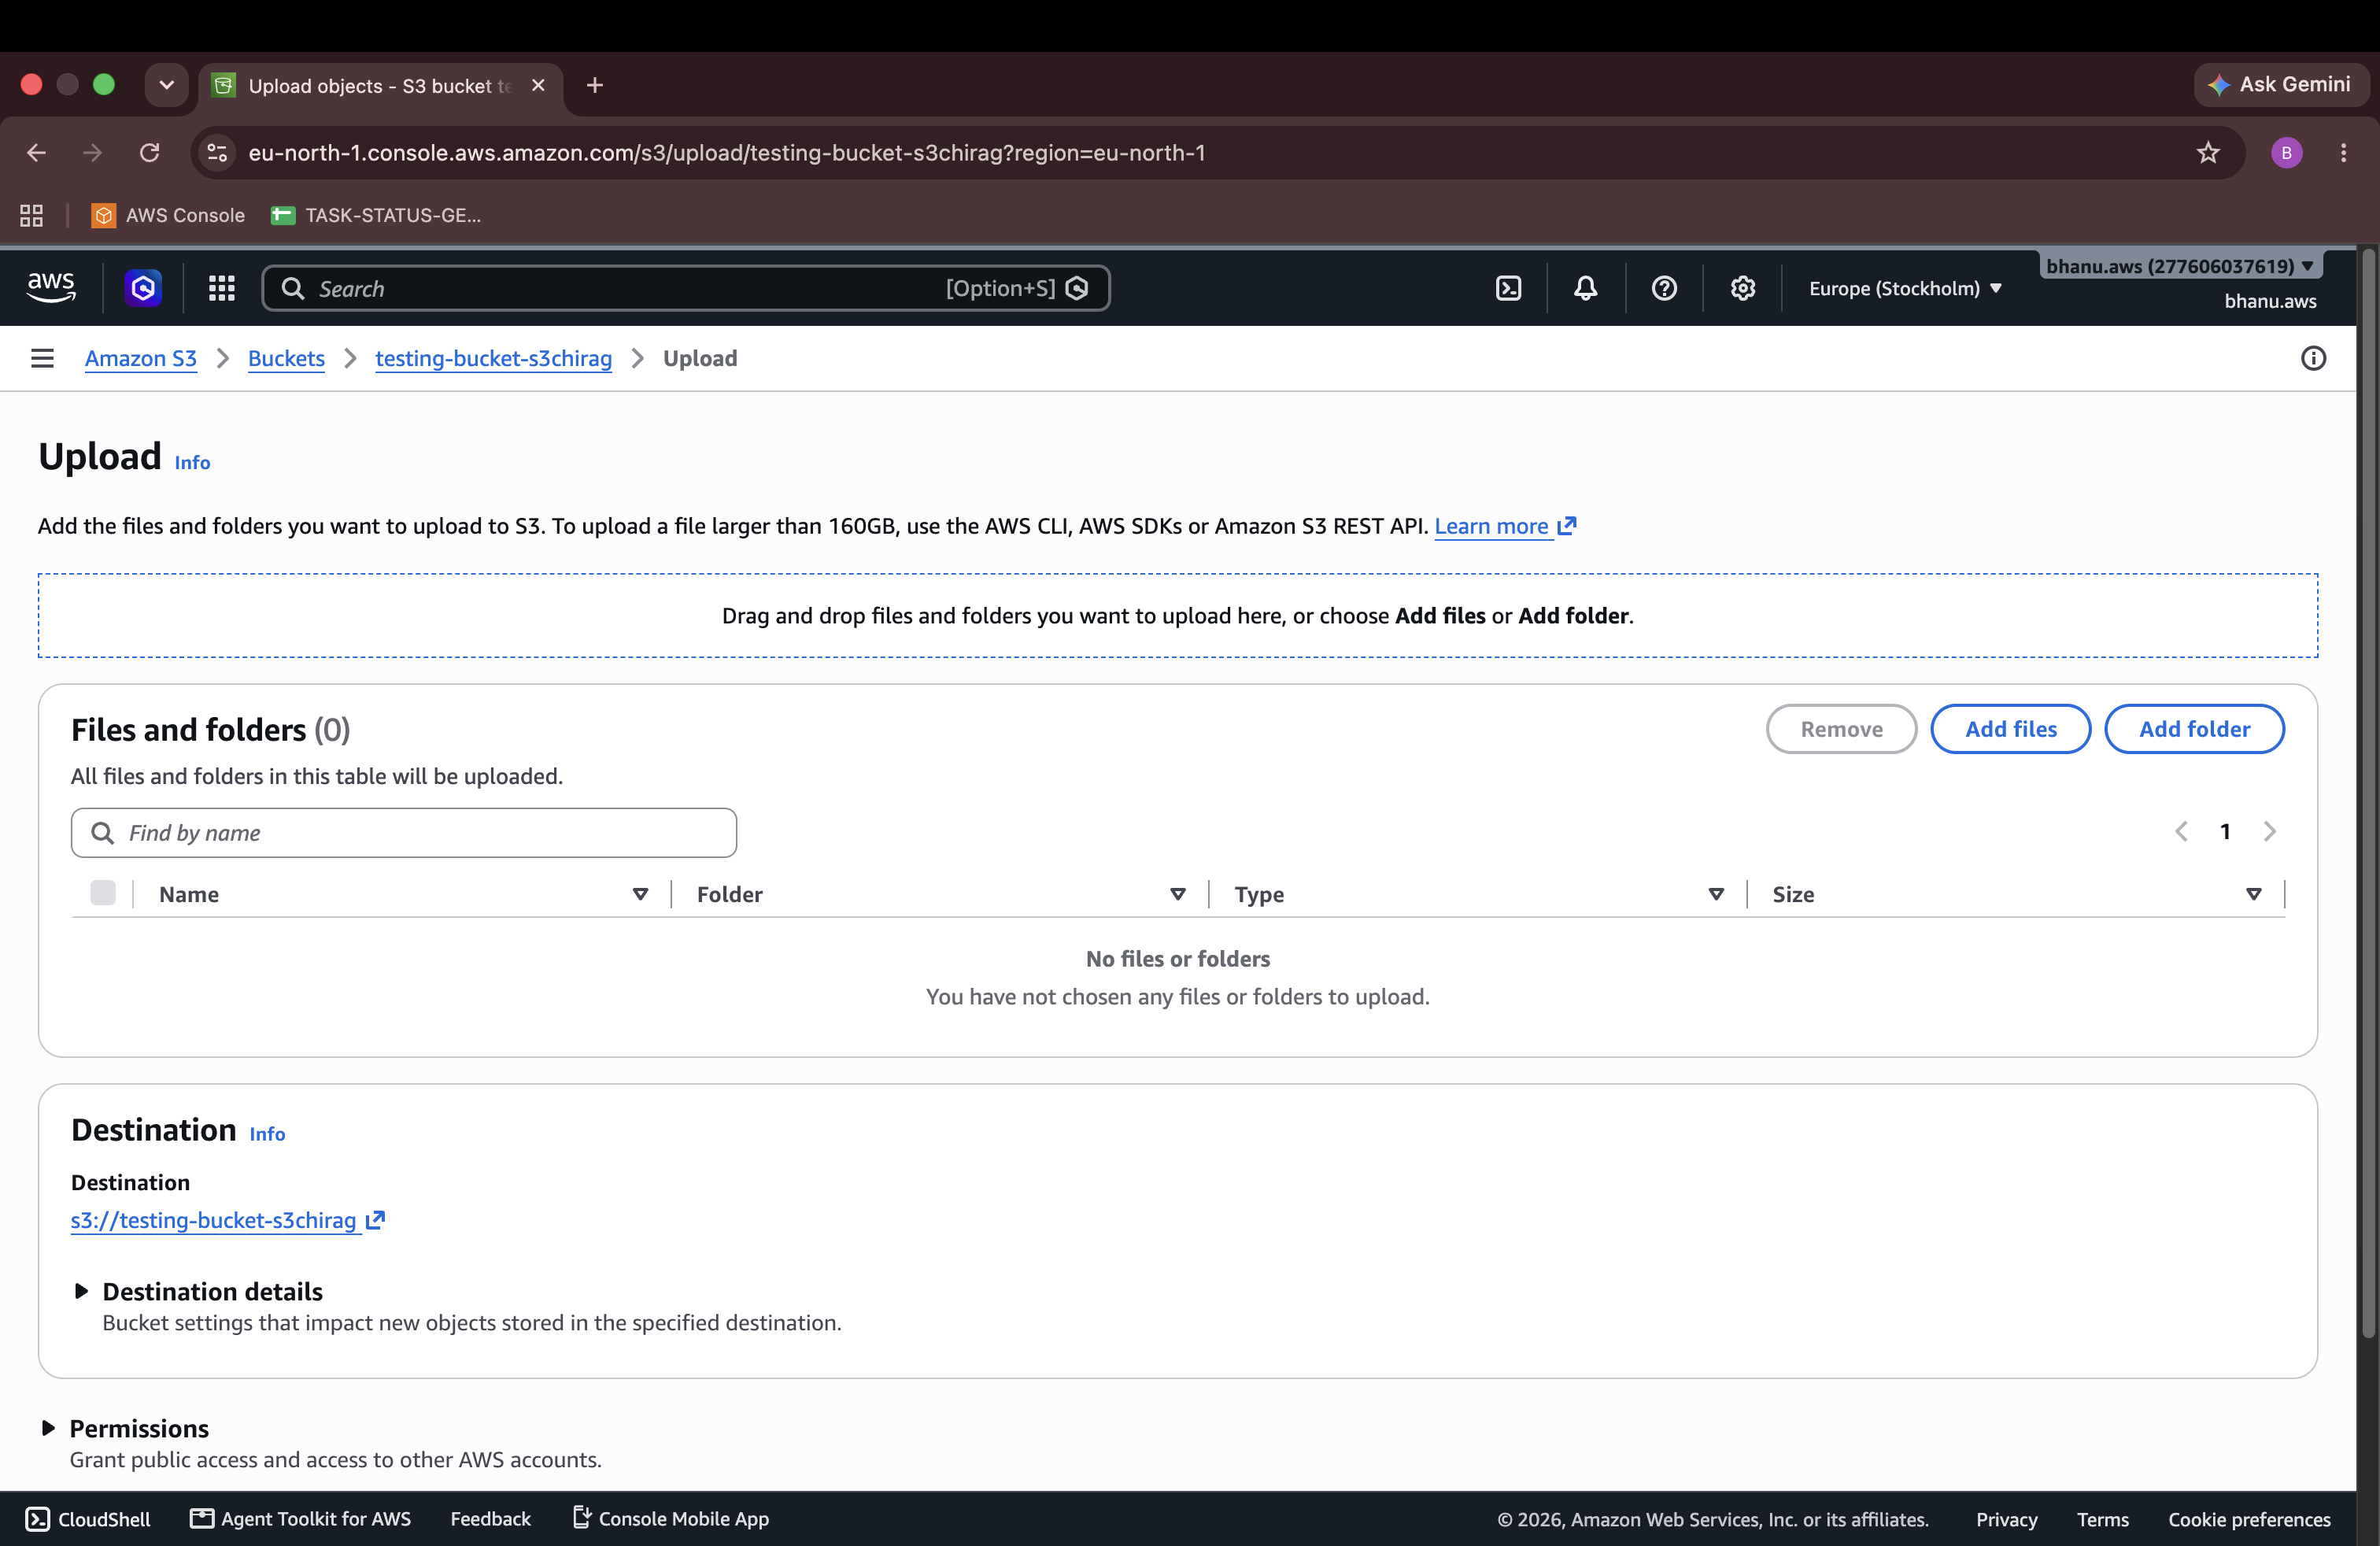 Upload objects - S3 bucket te
Ask Gemini
eu-north-1.console.aws.amazon.com/s3/upload/testing-bucket-s3chirag?region=eu-north-1
B
AWS Console
TASK-STATUS-GE...
aws
Search
[Option+S]
Europe (Stockholm)
bhanu.aws (277606037619)
bhanu.aws
Amazon S3
Buckets
testing-bucket-s3chirag
Upload
Upload Info
Add the files and folders you want to upload to S3. To upload a file larger than 160GB, use the AWS CLI, AWS SDKs or Amazon S3 REST API. Learn more
Drag and drop files and folders you want to upload here, or choose Add files or Add folder.
Files and folders (0)
Remove
Add files
Add folder
All files and folders in this table will be uploaded.
Find by name
1
Name
Folder
Type
Size
No files or folders
You have not chosen any files or folders to upload.
Destination Info
Destination
s3://testing-bucket-s3chirag
Destination details
Bucket settings that impact new objects stored in the specified destination.
Permissions
Grant public access and access to other AWS accounts.
CloudShell
Agent Toolkit for AWS
Feedback
Console Mobile App
© 2026, Amazon Web Services, Inc. or its affiliates.
Privacy
Terms
Cookie preferences